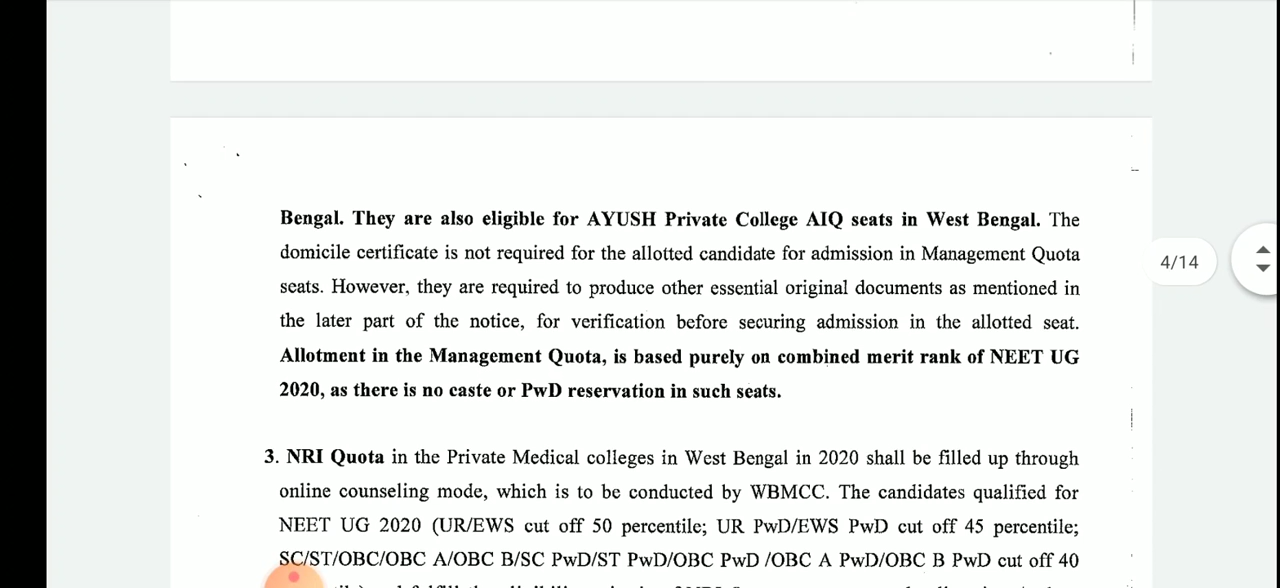 Bengal. They are also eligible for AYUSH Private College AIQ seats in West Bengal. The
domicile certificate is not required for the allotted candidate for admission in Management Quota
seats. However, they are required to produce other essential original documents as mentioned in
the later part of the notice, for verification before securing admission in the allotted seat.
Allotment in the Management Quota, is based purely on combined merit rank of NEET UG
2020, as there is no caste or PwD reservation in such seats.
3. NRI Quota in the Private Medical colleges in West Bengal in 2020 shall be filled up through
online counseling mode, which is to be conducted by WBMCC. The candidates qualified for
NEET UG 2020 (UR/EWS cut off 50 percentile; UR PwD/EWS PwD cut off 45 percentile;
SC/ST/OBC/OBC A/OBC B/SC PwD/ST PwD/OBC PwD /OBC A PwD/OBC B PwD cut off 40
4/14